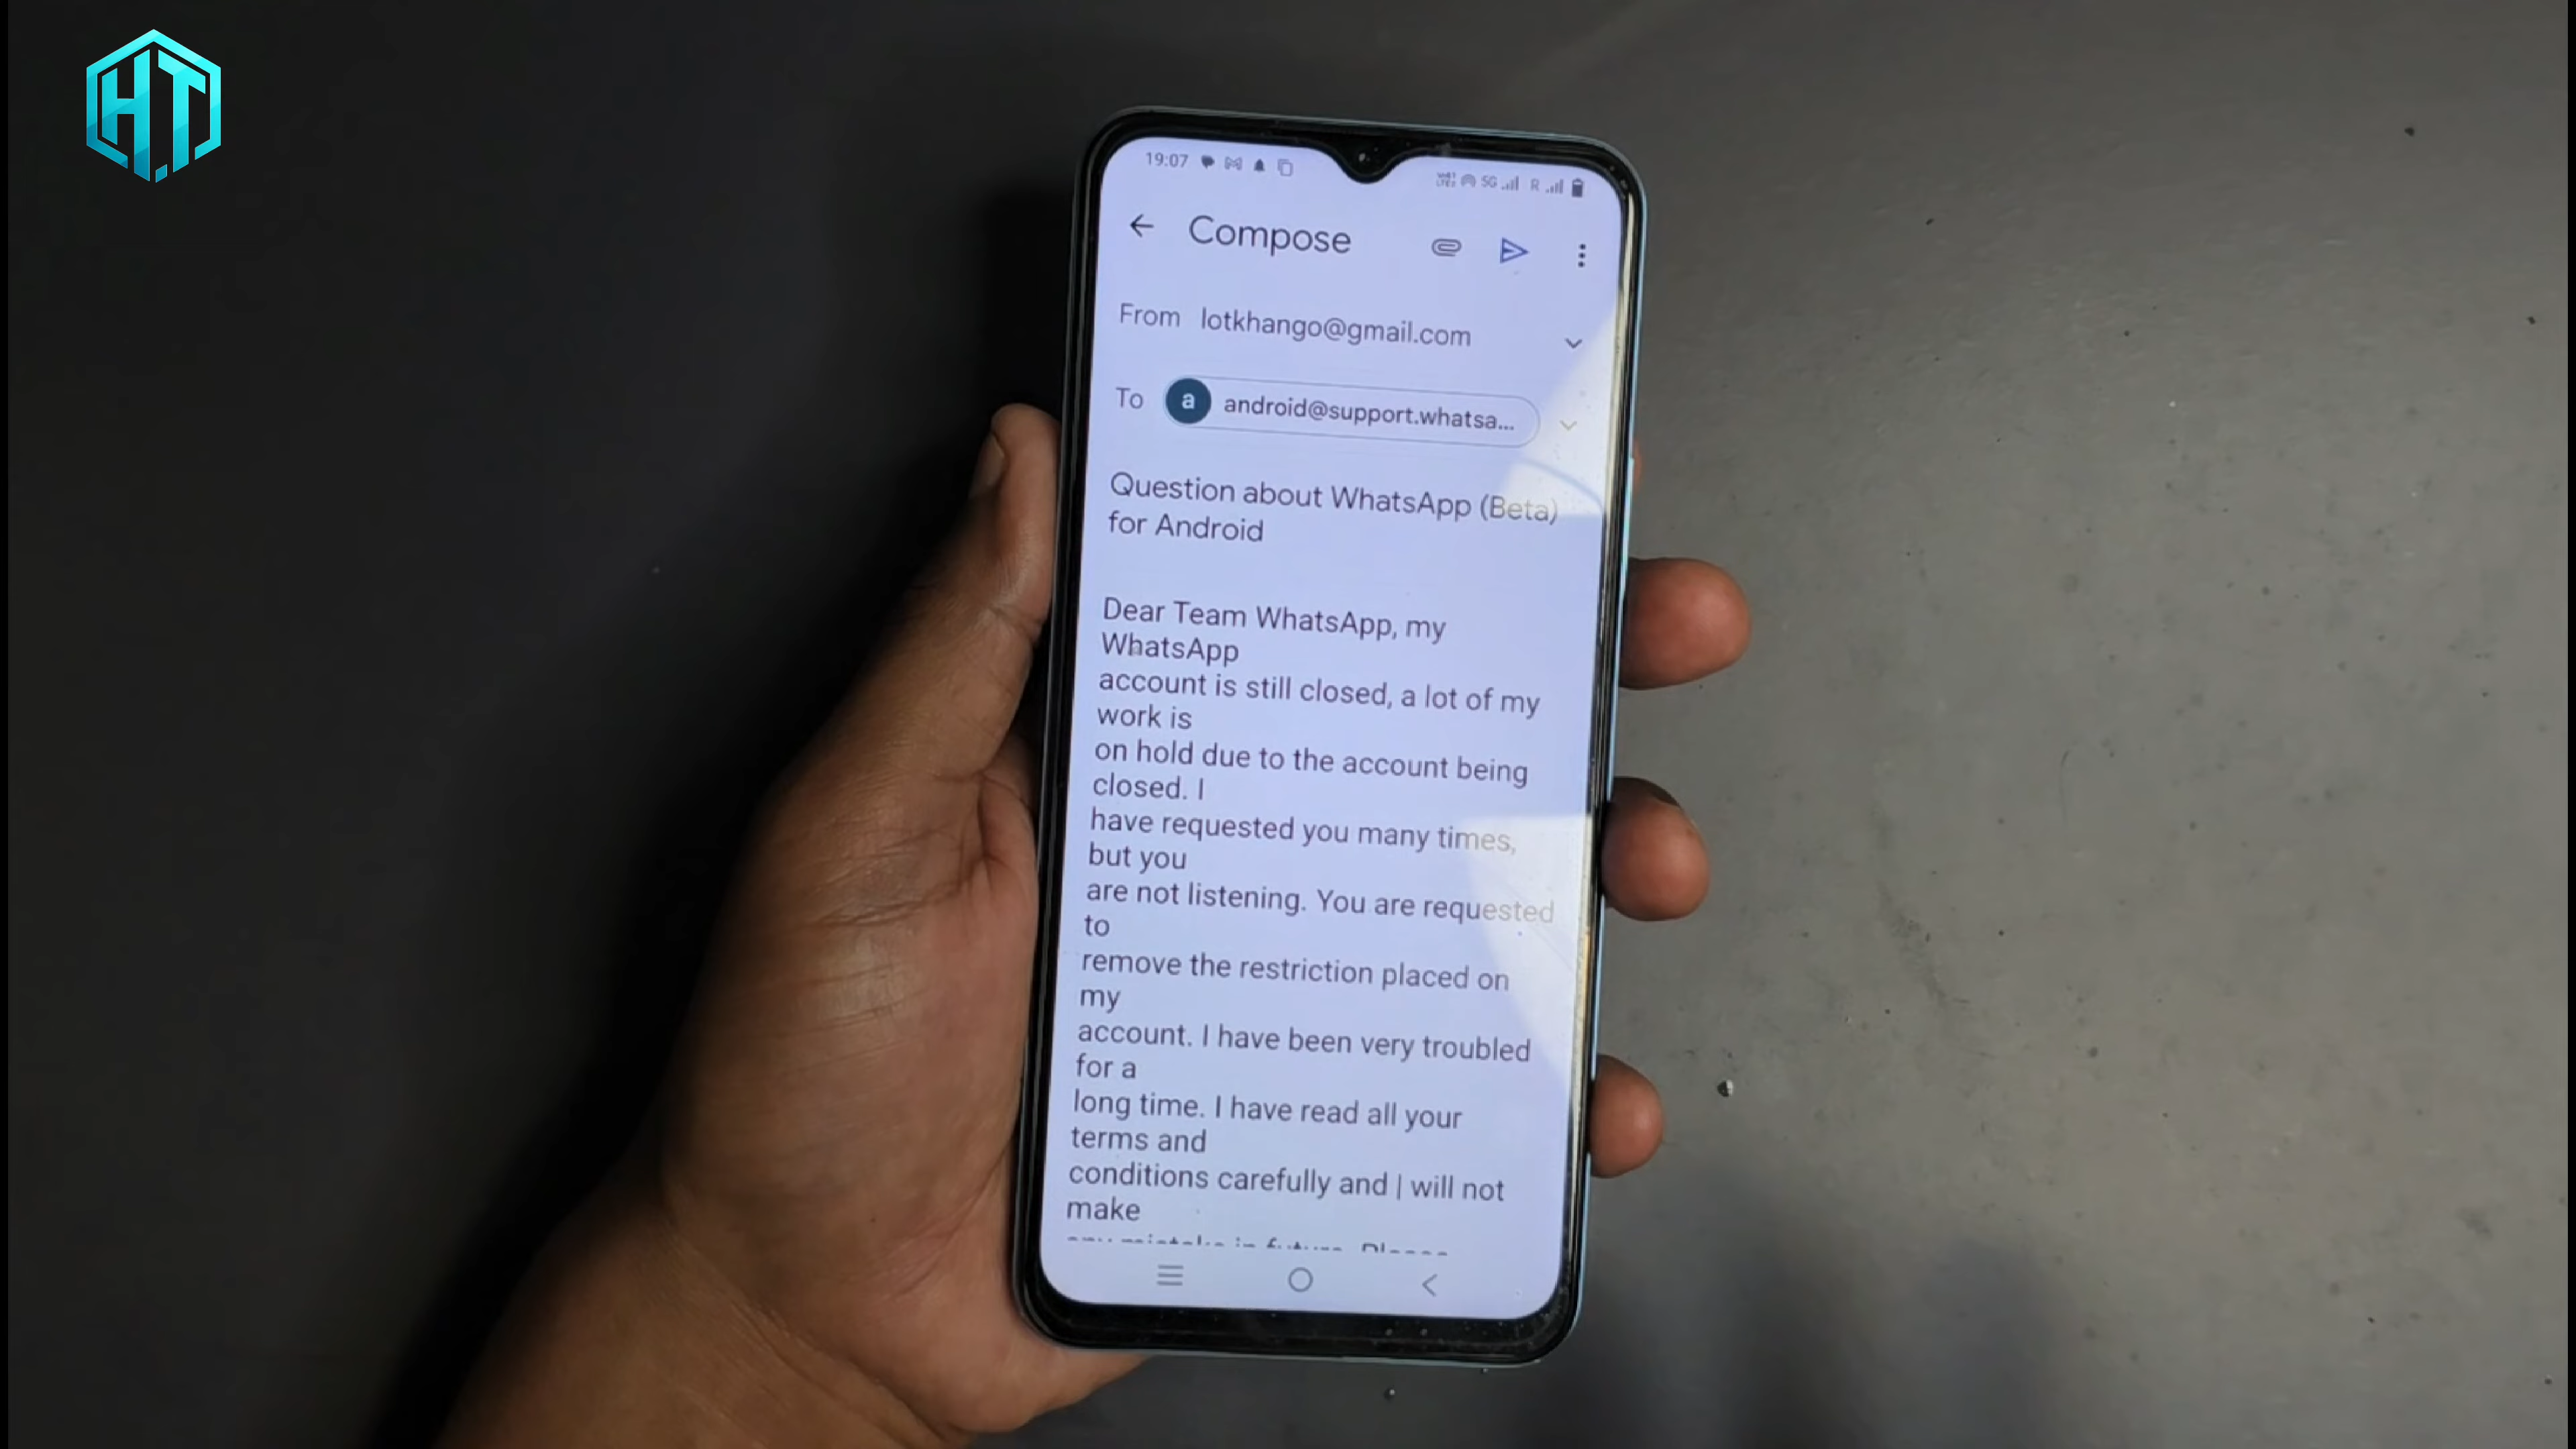 HT
19:07
5G R
Compose
From lotkhango@gmail.com
To a android@support.whatsa...
Question about WhatsApp (Beta)
for Android
Dear Team WhatsApp, my
WhatsApp
account is still closed, a lot of my
work is
on hold due to the account being
closed. I
have requested you many times,
but you
are not listening. You are requested
to
remove the restriction placed on
my
account. I have been very troubled
for a
long time. I have read all your
terms and
conditions carefully and | will not
make